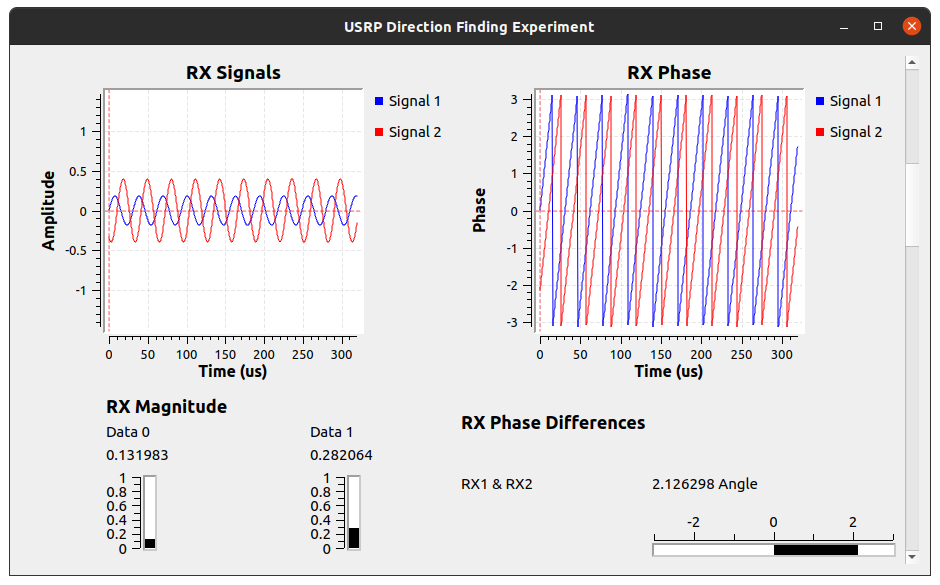 USRP Direction Finding Experiment
RX Signals
Signal 1
Signal 2
Amplitude
1
0.5
0
-0.5
-1
0 50 100 150 200 250 300
Time (us)
RX Phase
Signal 1
Signal 2
Phase
3
2
1
0
-1
-2
-3
0 50 100 150 200 250 300
Time (us)
RX Magnitude
Data 0
0.131983
1
0.8
0.6
0.4
0.2
0
Data 1
0.282064
1
0.8
0.6
0.4
0.2
0
RX Phase Differences
RX1 & RX2
2.126298 Angle
-2 0 2